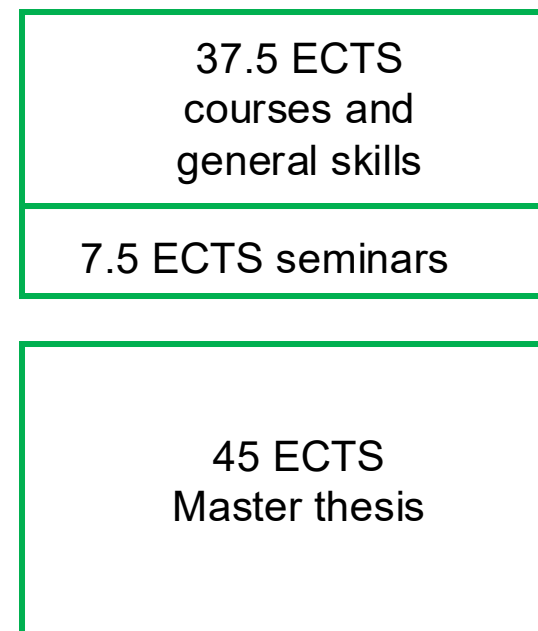 37.5 ECTS
courses and
general skills
7.5 ECTS seminars
45 ECTS
Master thesis